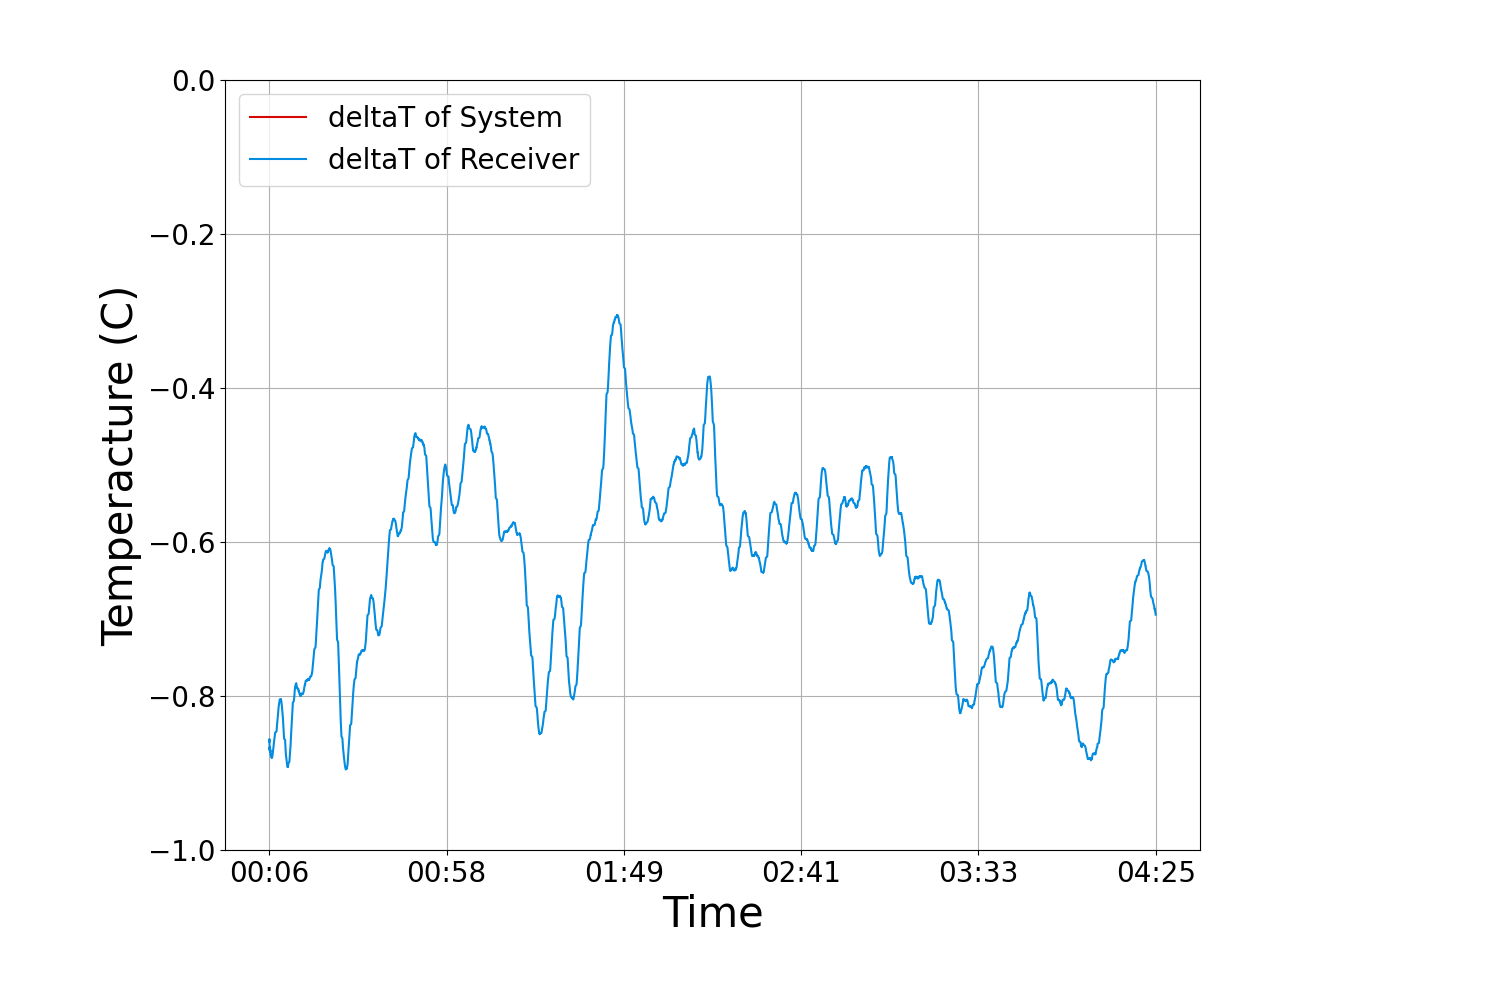 0.0
deltaT of System
deltaT of Receiver
−0.2
−0.4
−0.6
−0.8
−1.0
Temperacture (C)
00:06 00:58 01:49 02:41 03:33 04:25
Time